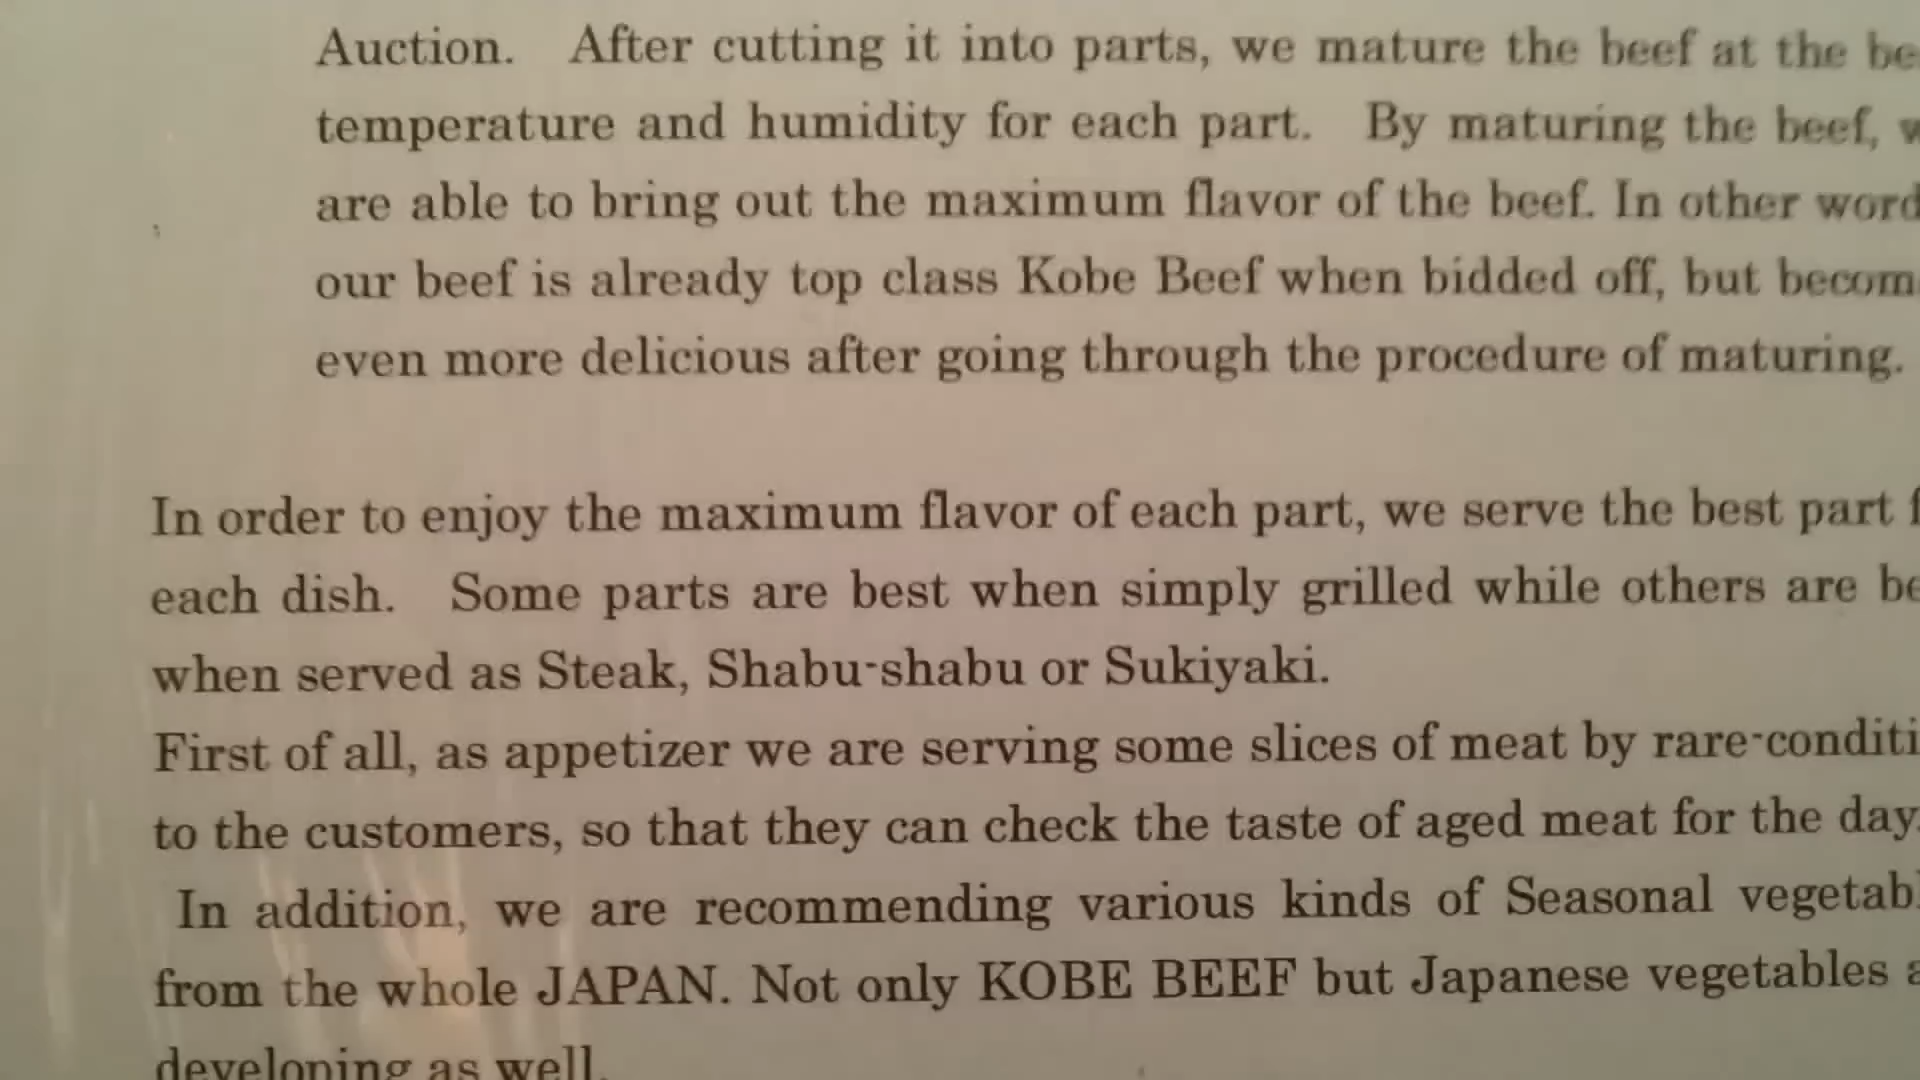 Auction. After cutting it into parts, we mature the beef at the
temperature and humidity for each part. By maturing the beef,
are able to bring out the maximum flavor of the beef. In other
our beef is already top class Kobe Beef when bidded off, but
even more delicious after going through the procedure of maturing.
In order to enjoy the maximum flavor of each part, we serve the best part
each dish. Some parts are best when simply grilled while others are
when served as Steak, Shabu-shabu or Sukiyaki.
First of all, as appetizer we are serving some slices of meat by
to the customers, so that they can check the taste of aged meat for the day.
In addition, we are recommending various kinds of Seasonal
from the whole JAPAN. Not only KOBE BEEF but Japanese vegetables
developing as well.